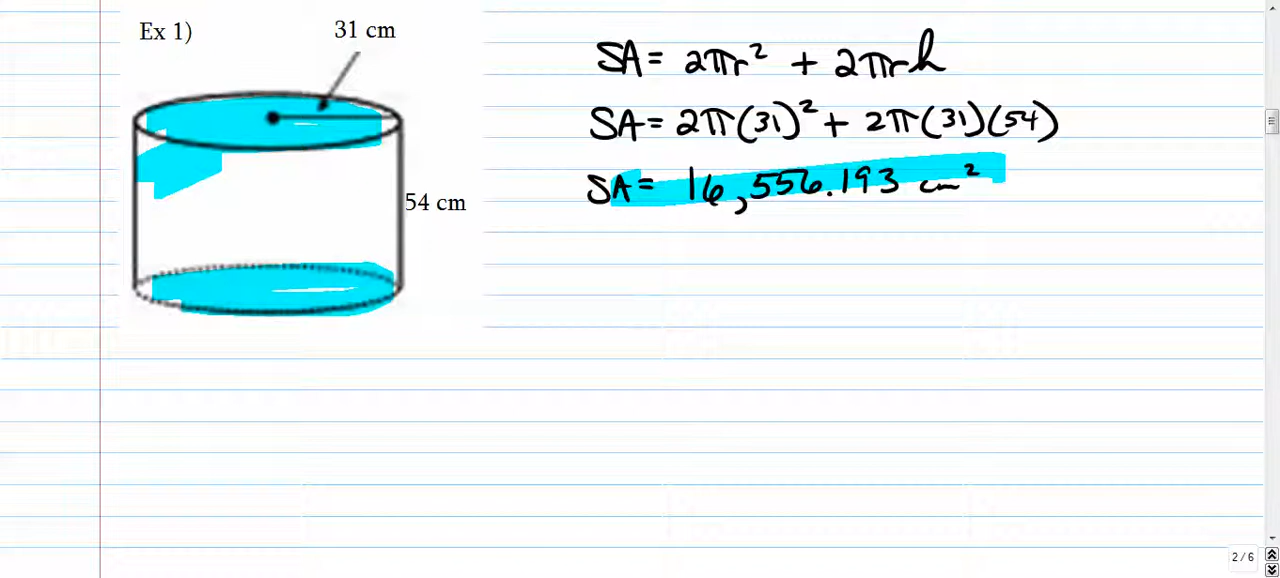 Ex 1)
31 cm
54 cm
SA = 2πr² + 2πrh
SA = 2π(31)² + 2π(31)(54)
SA = 16,556.193 cm²
2 / 6